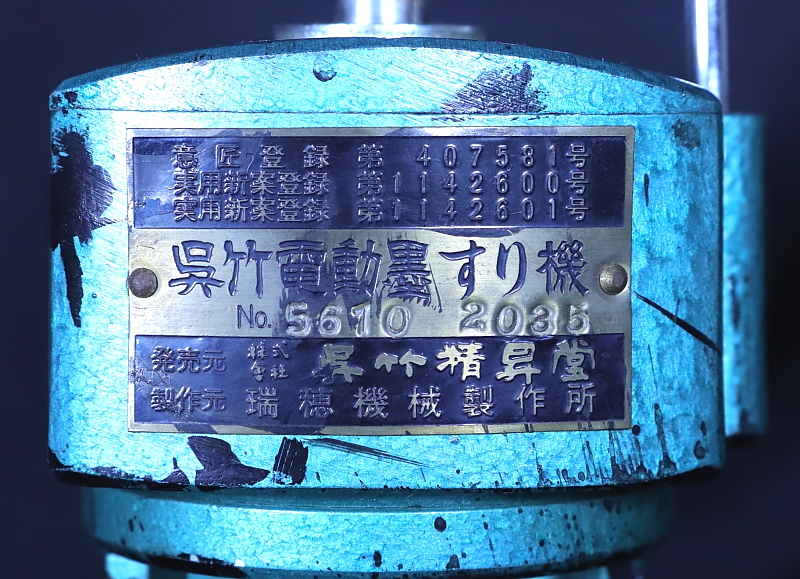 意匠登録 第407581号
実用新案登録 第1142600号
実用新案登録 第1142601号
呉竹電動墨すり機
No. 5610 2035
発売元 株式会社 呉竹精昇堂
製作元 瑞穂機械製作所